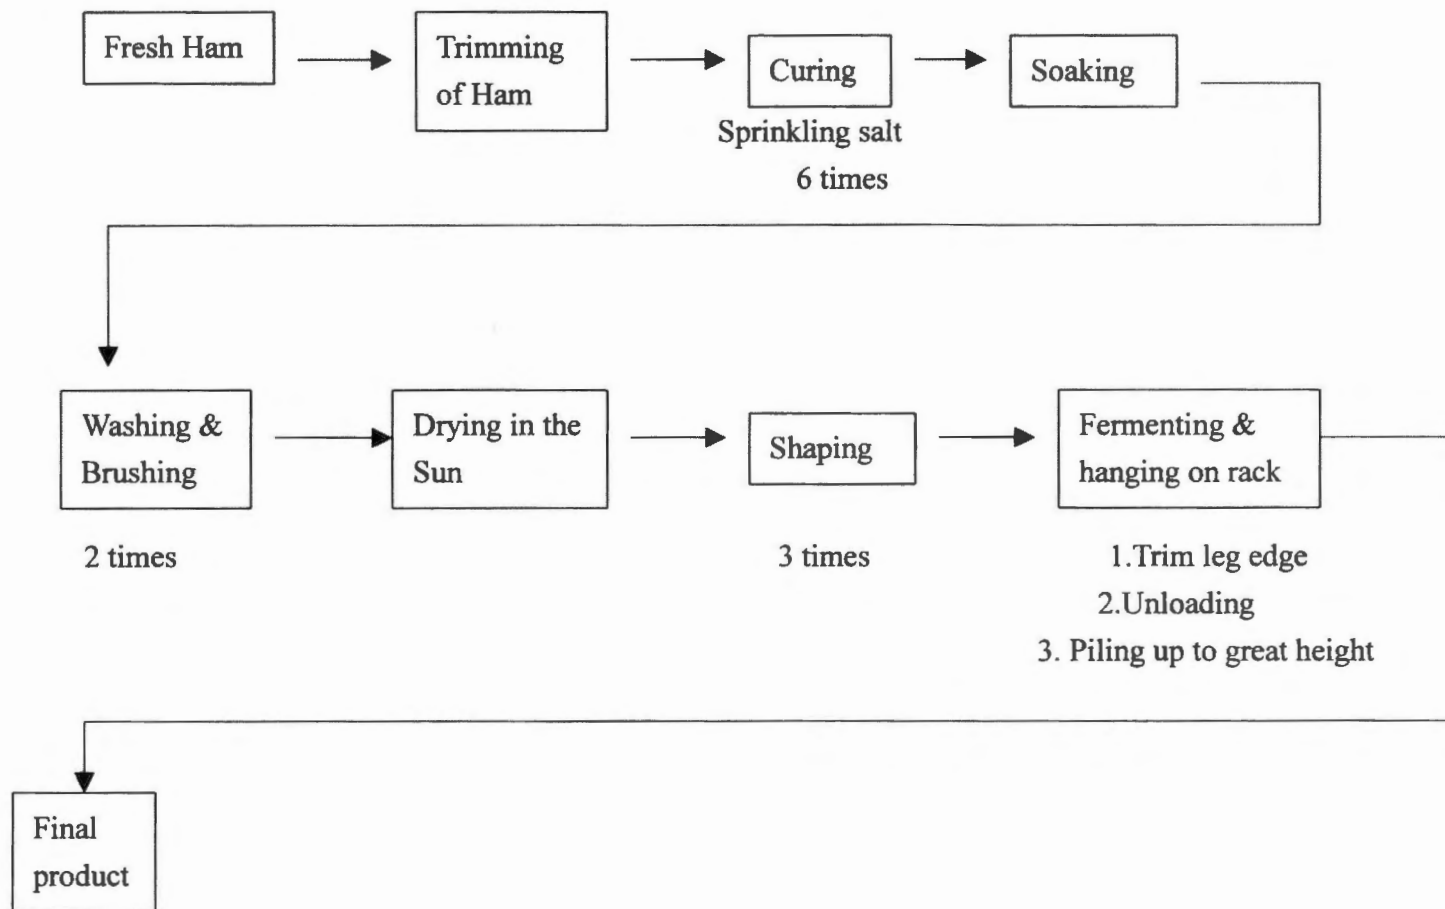 Fresh Ham
Trimming
of Ham
Curing
Sprinkling salt
6 times
Soaking
Washing &
Brushing
2 times
Drying in the
Sun
Shaping
3 times
Fermenting &
hanging on rack
1.Trim leg edge
2.Unloading
3. Piling up to great height
Final
product